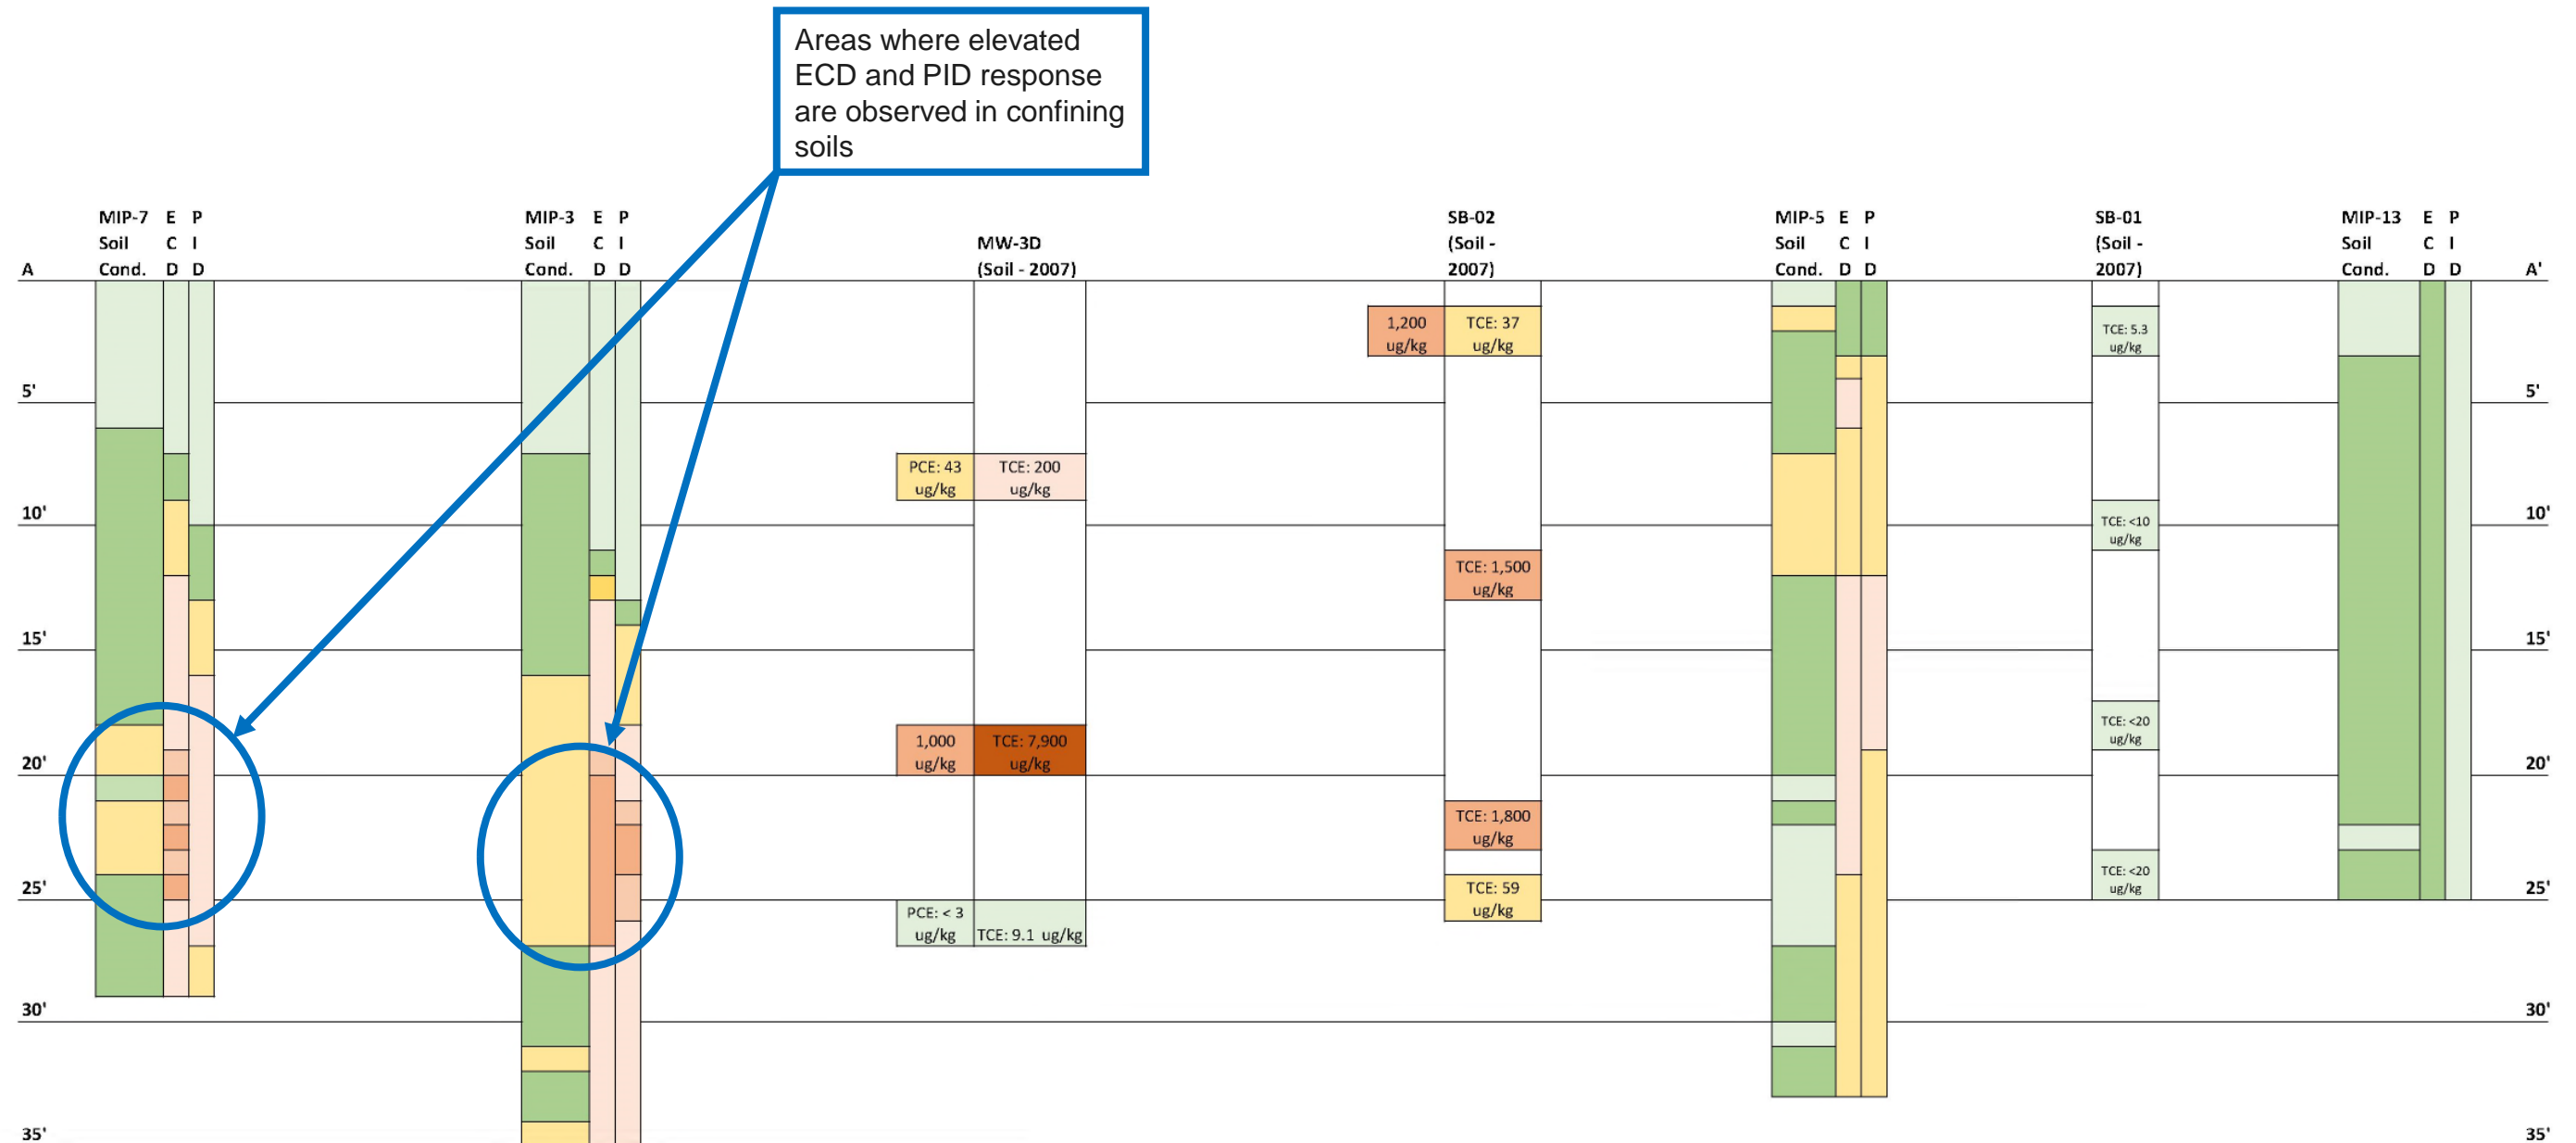 Areas where elevated
ECD and PID response
are observed in confining
soils
MIP-7 E P
Soil C I
Cond. D D
MIP-3 E P
Soil C I
Cond. D D
MW-3D
(Soil - 2007)
SB-02
(Soil -
2007)
MIP-5 E P
Soil C I
Cond. D D
SB-01
(Soil -
2007)
MIP-13 E P
Soil C I
Cond. D D
A
A'
1,200
ug/kg
TCE: 37
ug/kg
TCE: 5.3
ug/kg
5'
5'
PCE: 43
ug/kg
TCE: 200
ug/kg
10'
10'
TCE: <10
ug/kg
TCE: 1,500
ug/kg
15'
15'
TCE: <20
ug/kg
1,000
ug/kg
TCE: 7,900
ug/kg
20'
20'
TCE: 1,800
ug/kg
TCE: <20
ug/kg
25'
25'
TCE: 59
ug/kg
PCE: < 3
ug/kg
TCE: 9.1 ug/kg
30'
30'
35'
35'